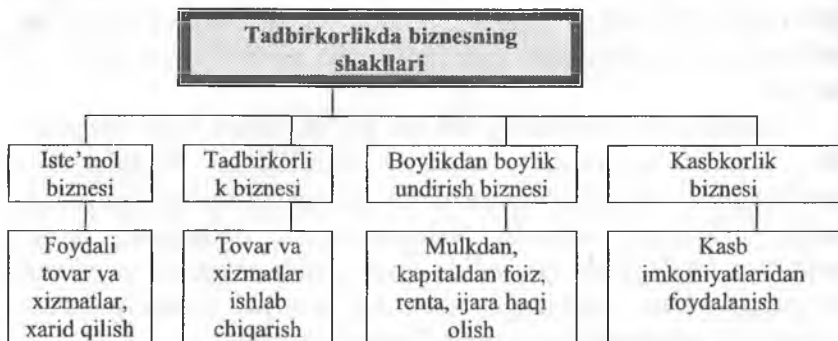 Tadbirkorlikda biznesning
shakllari
Iste'mol
biznesi
Tadbirkorli
k biznesi
Boylikdan boylik
undirish biznesi
Kasbkorlik
biznesi
Foydali
tovar va
xizmatlar,
xarid qilish
Tovar va
xizmatlar
ishlab
chiqarish
Mulkdan,
kapitaldan foiz,
renta, ijara haqi
olish
Kasb
imkoniyatlaridan
foydalanish